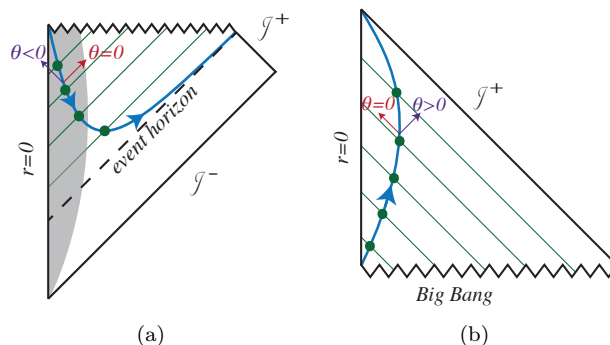 𝒥⁺
θ<0
θ=0
r=0
event horizon
𝒥⁻
(a)
θ=0
θ>0
𝒥⁺
r=0
Big Bang
(b)